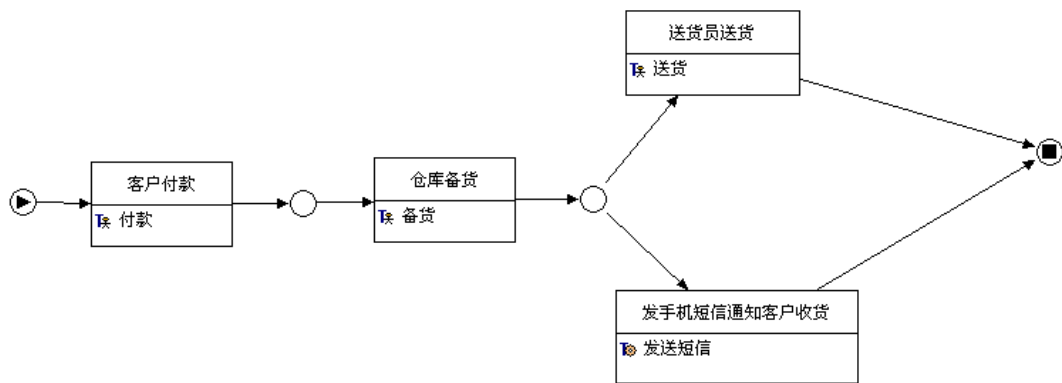 送货员送货
送货
客户付款
付款
仓库备货
备货
发手机短信通知客户收货
发送短信